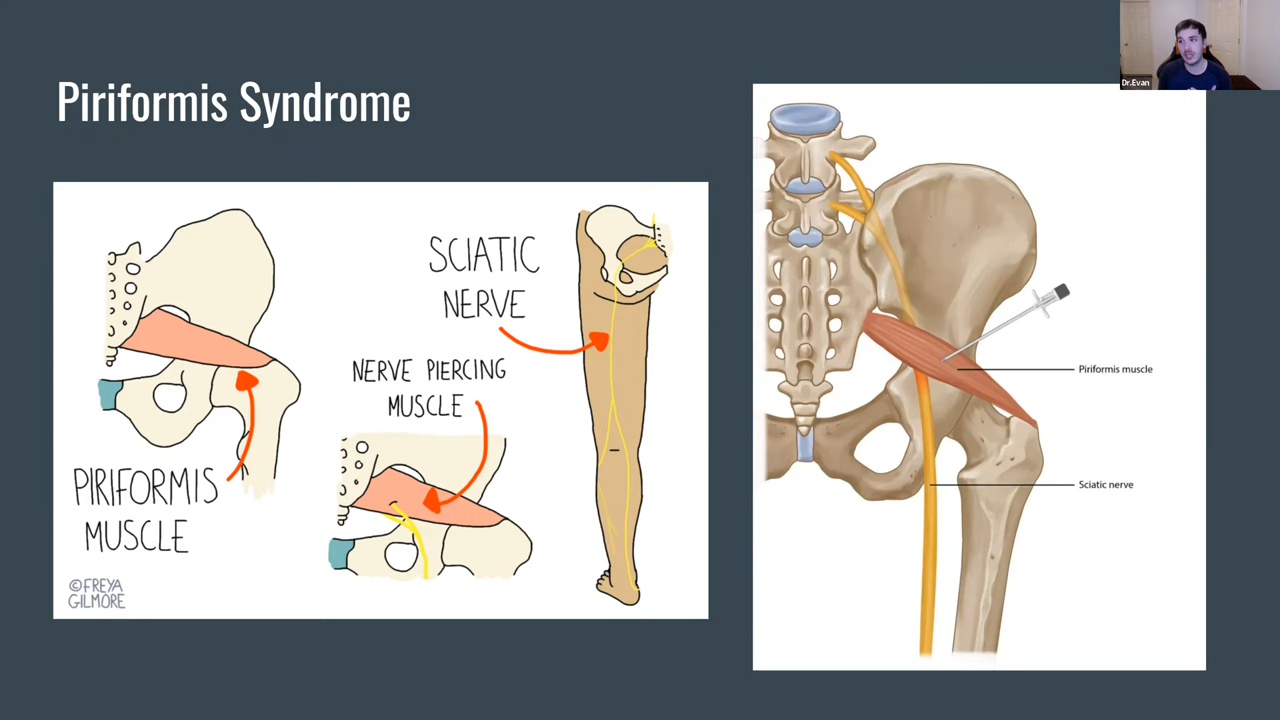 Piriformis Syndrome
Dr.Evan
SCIATIC
NERVE
NERVE PIERCING
MUSCLE
PIRIFORMIS
MUSCLE
©FREYA
GILMORE
Piriformis muscle
Sciatic nerve